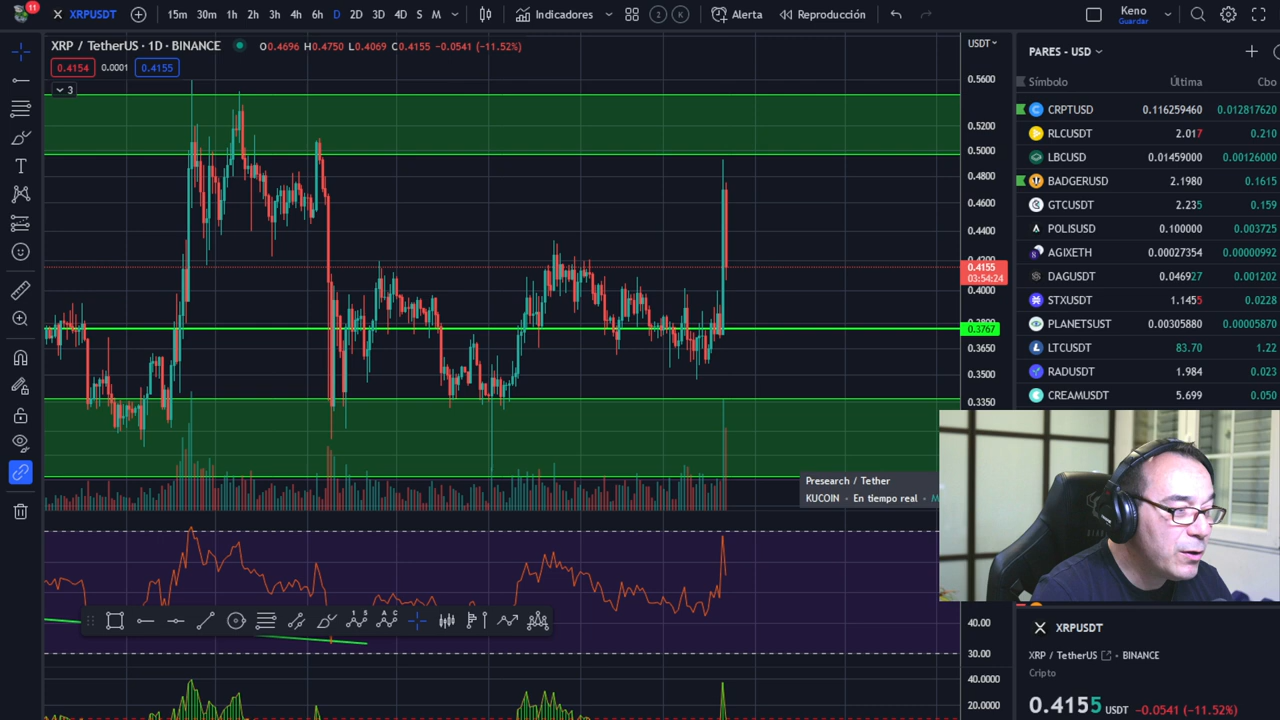 11
XRPUSDT
15m 30m 1h 2h 3h 4h 6h D 2D 3D 4D S M
Indicadores
2 K
Alerta
Reproducción
Keno
Guardar
XRP / TetherUS · 1D · BINANCE
O0.4696 H0.4750 L0.4069 C0.4155 -0.0541 (-11.52%)
0.4154 0.0001 0.4155
3
USDT
0.5600
0.5200
0.5000
0.4800
0.4600
0.4400
0.4155
03:54:24
0.4000
0.3767
0.3650
0.3500
0.3350
40.00
30.00
40.0000
20.0000
1 5
A C
Presearch / Tether
KUCOIN • En tiempo real •
PARES - USD
Símbolo Última Cbo
CRPTUSD 0.116259460 0.012817620
RLCUSDT 2.017 0.210
LBCUSD 0.01459000 0.00126000
BADGERUSD 2.1980 0.1615
GTCUSDT 2.235 0.159
POLISUSD 0.100000 0.003725
AGIXETH 0.00027354 0.00000992
DAGUSDT 0.046927 0.001202
STXUSDT 1.1455 0.0228
PLANETSUST 0.00305880 0.00005870
LTCUSDT 83.70 1.22
RADUSDT 1.984 0.023
CREAMUSDT 5.699 0.050
XRPUSDT
XRP / TetherUS • BINANCE
Cripto
0.4155 USDT -0.0541 (-11.52%)